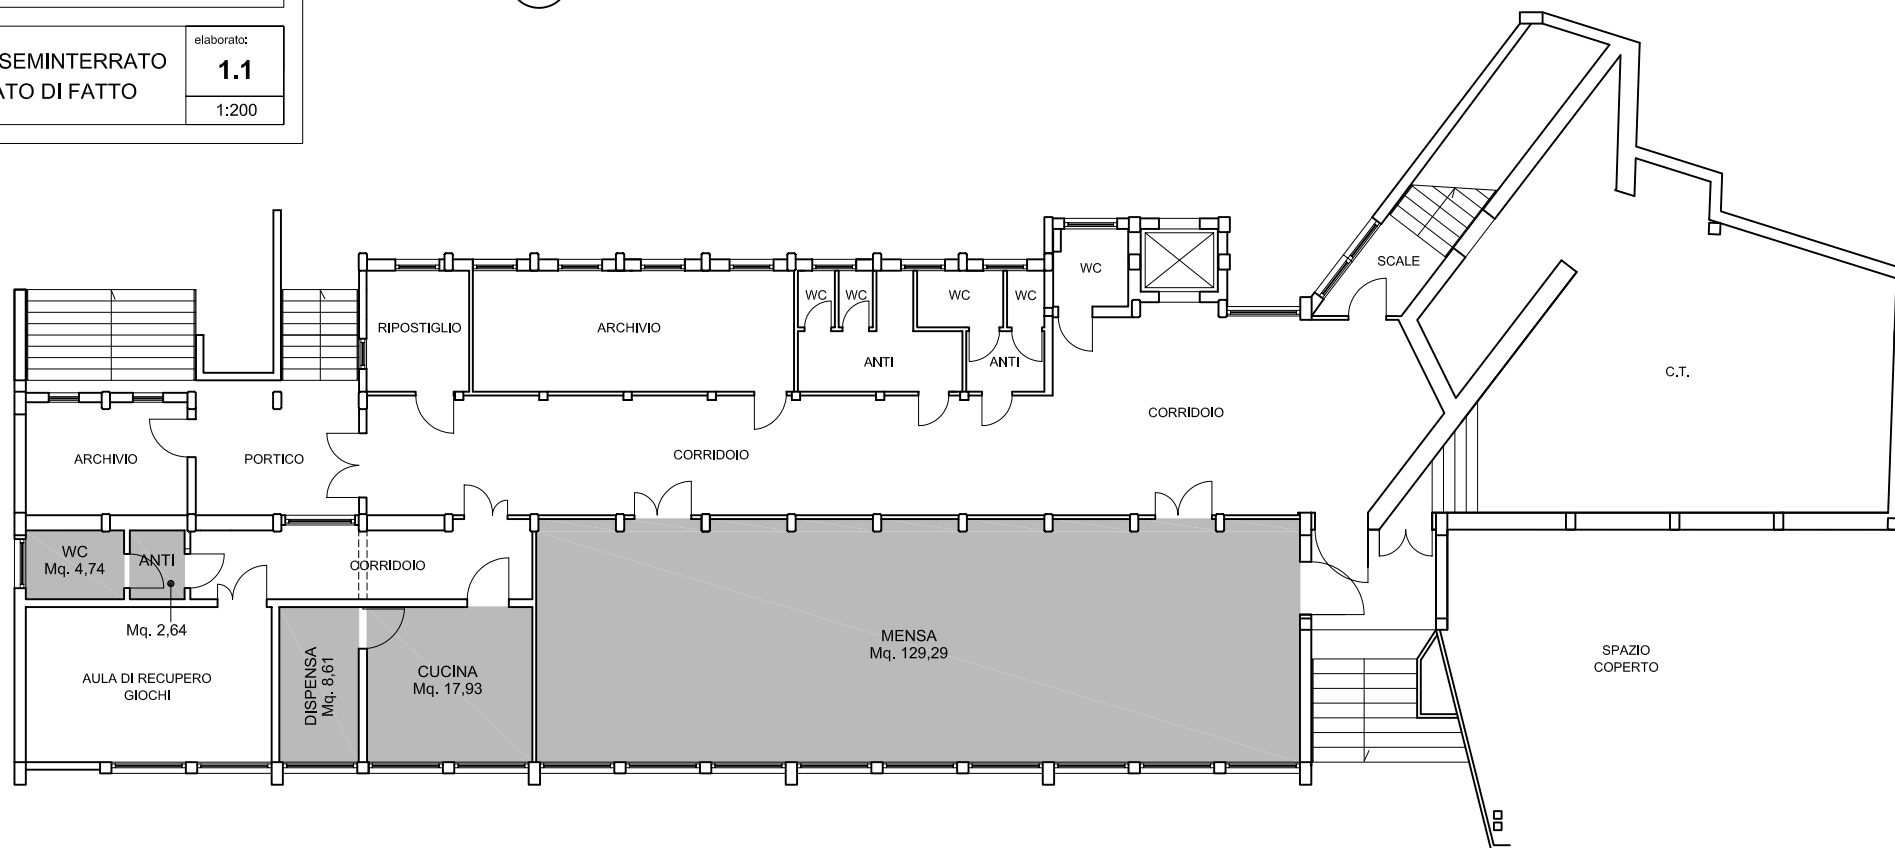 SEMINTERRATO
ATO DI FATTO
elaborato:
1.1
1:200
WC
SCALE
RIPOSTIGLIO
ARCHIVIO
WC
WC
WC
WC
ANTI
ANTI
C.T.
CORRIDOIO
ARCHIVIO
PORTICO
CORRIDOIO
WC
Mq. 4,74
ANTI
CORRIDOIO
Mq. 2,64
AULA DI RECUPERO
GIOCHI
DISPENSA
Mq. 8,61
CUCINA
Mq. 17,93
MENSA
Mq. 129,29
SPAZIO
COPERTO